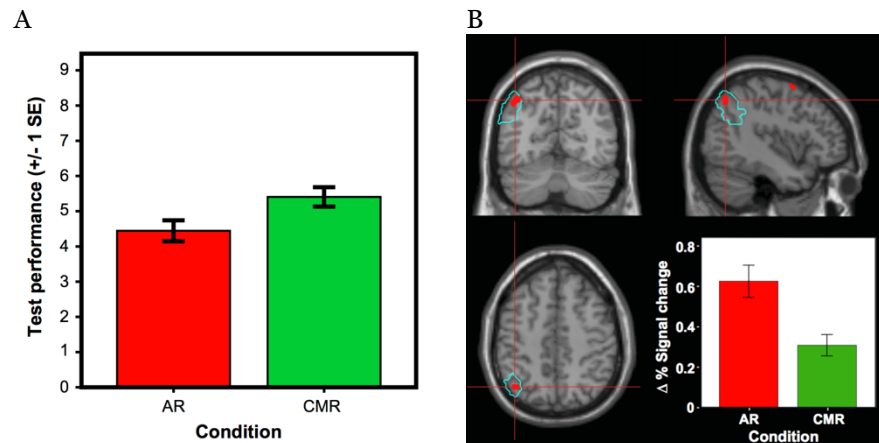 A
Test performance (+/- 1 SE)
9
8
7
6
5
4
3
2
1
0
AR CMR
Condition
B
Δ % Signal change
0.8
0.6
0.4
0.2
0
AR CMR
Condition